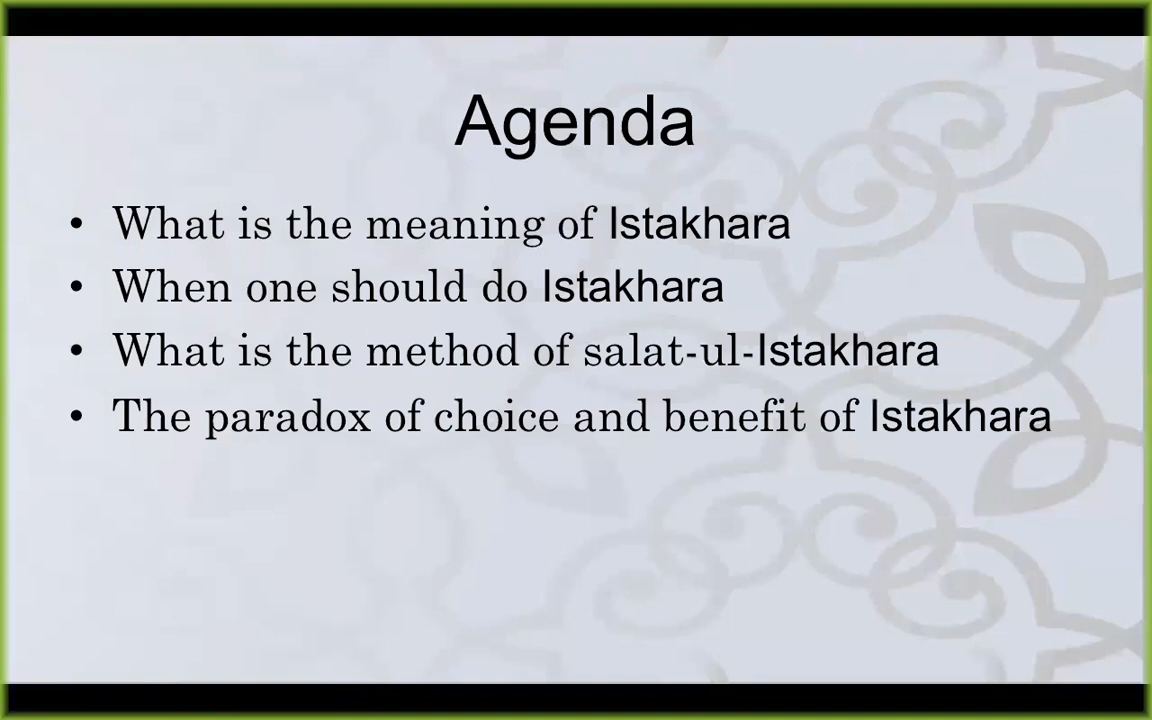 Agenda
• What is the meaning of Istakhara
• When one should do Istakhara
• What is the method of salat-ul-Istakhara
• The paradox of choice and benefit of Istakhara